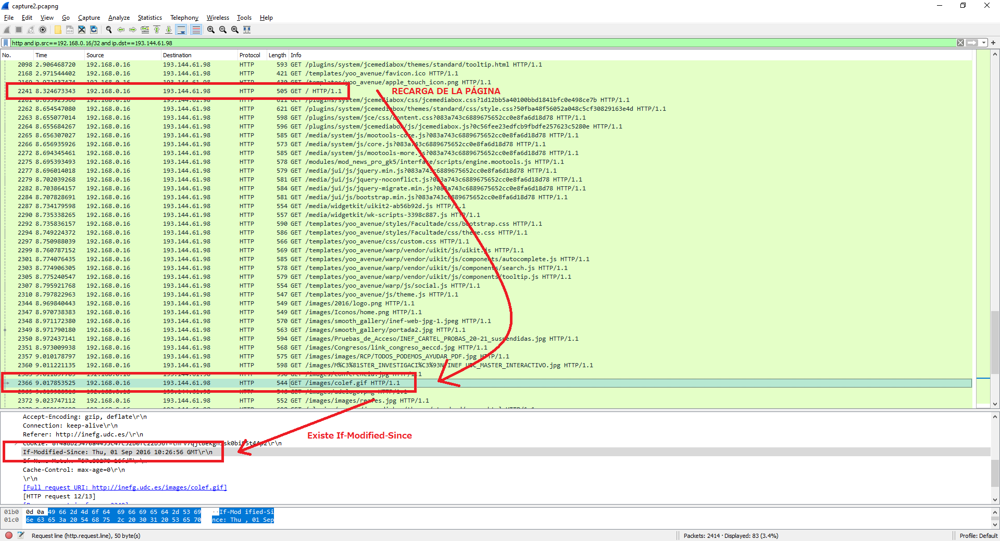 capture2.pcapng
File Edit View Go Capture Analyze Statistics Telephony Wireless Tools Help
http and ip.src==192.168.0.16/32 and ip.dst==193.144.61.98
No. Time Source Destination Protocol Length Info
2098 2.906468720 192.168.0.16 193.144.61.98 HTTP 593 GET /plugins/system/jcemediabox/themes/standard/tooltip.html HTTP/1.1
2168 2.971544402 192.168.0.16 193.144.61.98 HTTP 421 GET /templates/yoo_avenue/favicon.ico HTTP/1.1
2169 2.972437474 192.168.0.16 193.144.61.98 HTTP 430 GET /templates/yoo_avenue/apple_touch_icon.png HTTP/1.1
2241 8.324673343 192.168.0.16 193.144.61.98 HTTP 505 GET / HTTP/1.1
RECARGA DE LA PÁGINA
2261 192.168.0.16 193.144.61.98 HTTP 611 GET /plugins/system/jcemediabox/css/jcemediabox.css?1d12bb5a40100bbd1841bfc0e498ce7b HTTP/1.1
2262 8.654547080 192.168.0.16 193.144.61.98 HTTP 621 GET /plugins/system/jcemediabox/themes/standard/css/style.css?50fba48f56052a048c5cf30829163e4d HTTP/1.1
2263 8.655077014 192.168.0.16 193.144.61.98 HTTP 598 GET /plugins/system/jce/css/content.css?083a743c6889675652cc0e8fa6d18d78 HTTP/1.1
2264 8.655684267 192.168.0.16 193.144.61.98 HTTP 596 GET /plugins/system/jcemediabox/js/jcemediabox.js?0c56fee23edfcb9fbdfe257623c5280e HTTP/1.1
2265 8.656307027 192.168.0.16 193.144.61.98 HTTP 585 GET /media/system/js/mootools-core.js?083a743c6889675652cc0e8fa6d18d78 HTTP/1.1
2266 8.656935926 192.168.0.16 193.144.61.98 HTTP 573 GET /media/system/js/core.js?083a743c6889675652cc0e8fa6d18d78 HTTP/1.1
2272 8.694345461 192.168.0.16 193.144.61.98 HTTP 585 GET /media/system/js/mootools-more.js?083a743c6889675652cc0e8fa6d18d78 HTTP/1.1
2275 8.695393493 192.168.0.16 193.144.61.98 HTTP 578 GET /modules/mod_news_pro_gk5/interface/scripts/engine.mootools.js HTTP/1.1
2277 8.696014018 192.168.0.16 193.144.61.98 HTTP 579 GET /media/jui/js/jquery.min.js?083a743c6889675652cc0e8fa6d18d78 HTTP/1.1
2279 8.702039268 192.168.0.16 193.144.61.98 HTTP 581 GET /media/jui/js/jquery-noconflict.js?083a743c6889675652cc0e8fa6d18d78 HTTP/1.1
2282 8.703864157 192.168.0.16 193.144.61.98 HTTP 584 GET /media/jui/js/jquery-migrate.min.js?083a743c6889675652cc0e8fa6d18d78 HTTP/1.1
2284 8.707828691 192.168.0.16 193.144.61.98 HTTP 581 GET /media/jui/js/bootstrap.min.js?083a743c6889675652cc0e8fa6d18d78 HTTP/1.1
2287 8.734179598 192.168.0.16 193.144.61.98 HTTP 554 GET /media/widgetkit/uikit2-ab56b92d.js HTTP/1.1
2290 8.735338265 192.168.0.16 193.144.61.98 HTTP 557 GET /media/widgetkit/wk-scripts-3398c887.js HTTP/1.1
2292 8.735836157 192.168.0.16 193.144.61.98 HTTP 590 GET /templates/yoo_avenue/styles/Facultade/css/bootstrap.css HTTP/1.1
2294 8.749224372 192.168.0.16 193.144.61.98 HTTP 586 GET /templates/yoo_avenue/styles/Facultade/css/theme.css HTTP/1.1
2297 8.750988039 192.168.0.16 193.144.61.98 HTTP 566 GET /templates/yoo_avenue/css/custom.css HTTP/1.1
2299 8.760787152 192.168.0.16 193.144.61.98 HTTP 569 GET /templates/yoo_avenue/warp/vendor/uikit/js/uikit.js HTTP/1.1
2301 8.774076435 192.168.0.16 193.144.61.98 HTTP 585 GET /templates/yoo_avenue/warp/vendor/uikit/js/components/autocomplete.js HTTP/1.1
2303 8.774906305 192.168.0.16 193.144.61.98 HTTP 578 GET /templates/yoo_avenue/warp/vendor/uikit/js/components/search.js HTTP/1.1
2305 8.775240547 192.168.0.16 193.144.61.98 HTTP 579 GET /templates/yoo_avenue/warp/vendor/uikit/js/components/tooltip.js HTTP/1.1
2307 8.795921768 192.168.0.16 193.144.61.98 HTTP 554 GET /templates/yoo_avenue/warp/js/social.js HTTP/1.1
2310 8.797822963 192.168.0.16 193.144.61.98 HTTP 547 GET /templates/yoo_avenue/js/theme.js HTTP/1.1
2344 8.969840443 192.168.0.16 193.144.61.98 HTTP 549 GET /images/2016/logo.png HTTP/1.1
2347 8.970738383 192.168.0.16 193.144.61.98 HTTP 549 GET /images/Iconos/home.png HTTP/1.1
2348 8.971172380 192.168.0.16 193.144.61.98 HTTP 570 GET /images/smooth_gallery/inef-web-jpg-1.jpeg HTTP/1.1
2349 8.971790180 192.168.0.16 193.144.61.98 HTTP 563 GET /images/smooth_gallery/portada2.jpg HTTP/1.1
2350 8.972437141 192.168.0.16 193.144.61.98 HTTP 594 GET /images/Pruebas_de_Acceso/INEF_CARTEL_PROBAS_20-21_suspendidas.jpg HTTP/1.1
2351 8.973009938 192.168.0.16 193.144.61.98 HTTP 568 GET /images/Congresos/link_congreso_aeccd.jpg HTTP/1.1
2357 9.010178797 192.168.0.16 193.144.61.98 HTTP 575 GET /images/images/RCP/TODOS_PODEMOS_AYUDAR_PDF.jpg HTTP/1.1
2360 9.011221135 192.168.0.16 193.144.61.98 HTTP 598 GET /images/M%C3%81STER_INVESTIGACI%C3%93N_INEF_UDC_MASTER_INTERACTIVO.jpg HTTP/1.1
192.168.0.16 193.144.61.98 HTTP GET /images/conferencia.jpg HTTP/1.1
2366 9.017853525 192.168.0.16 193.144.61.98 HTTP 544 GET /images/colef.gif HTTP/1.1
192.168.0.16 193.144.61.98 HTTP GET /images/udclogo.png HTTP/1.1
2372 9.023747112 192.168.0.16 193.144.61.98 HTTP 552 GET /images/images/redes.jpg HTTP/1.1
Accept-Encoding: gzip, deflate\r\n
Connection: keep-alive\r\n
Referer: http://inefg.udc.es/\r\n
Existe If-Modified-Since
Cookie:
If-Modified-Since: Thu, 01 Sep 2016 10:26:56 GMT\r\n
If-None-Match:
Cache-Control: max-age=0\r\n
\r\n
[Full request URI: http://inefg.udc.es/images/colef.gif]
[HTTP request 12/13]
01b0 0d 0a 49 66 2d 4d 6f 64 69 66 69 65 64 2d 53 69 ··If-Mod ified-Si
01c0 6e 63 65 3a 20 54 68 75 2c 20 30 31 20 53 65 70 nce: Thu , 01 Sep
Request line (http.request.line), 50 byte(s)
Packets: 2414 · Displayed: 83 (3.4%)
Profile: Default